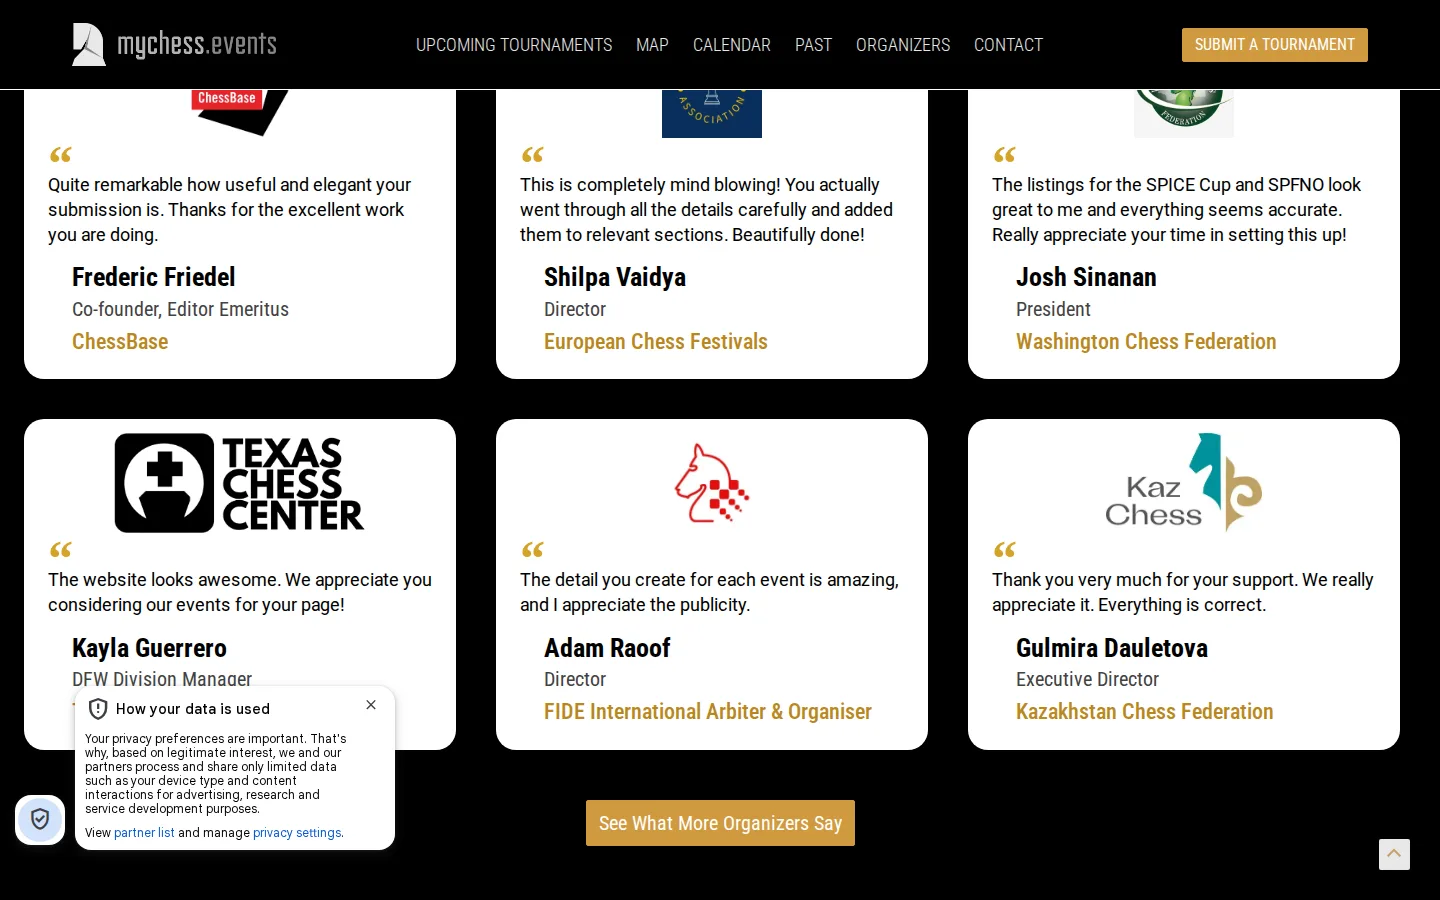 mychess.events
UPCOMING TOURNAMENTS MAP CALENDAR PAST ORGANIZERS CONTACT
SUBMIT A TOURNAMENT
ChessBase
“
Quite remarkable how useful and elegant your
submission is. Thanks for the excellent work
you are doing.
Frederic Friedel
Co-founder, Editor Emeritus
ChessBase
ASSOCIATION
“
This is completely mind blowing! You actually
went through all the details carefully and added
them to relevant sections. Beautifully done!
Shilpa Vaidya
Director
European Chess Festivals
FEDERATION
“
The listings for the SPICE Cup and SPFNO look
great to me and everything seems accurate.
Really appreciate your time in setting this up!
Josh Sinanan
President
Washington Chess Federation
TEXAS
CHESS
CENTER
“
The website looks awesome. We appreciate you
considering our events for your page!
Kayla Guerrero
DFW Division Manager
“
The detail you create for each event is amazing,
and I appreciate the publicity.
Adam Raoof
Director
FIDE International Arbiter & Organiser
Kaz
Chess
“
Thank you very much for your support. We really
appreciate it. Everything is correct.
Gulmira Dauletova
Executive Director
Kazakhstan Chess Federation
How your data is used
Your privacy preferences are important. That's
why, based on legitimate interest, we and our
partners process and share only limited data
such as your device type and content
interactions for advertising, research and
service development purposes.
View partner list and manage privacy settings.
See What More Organizers Say